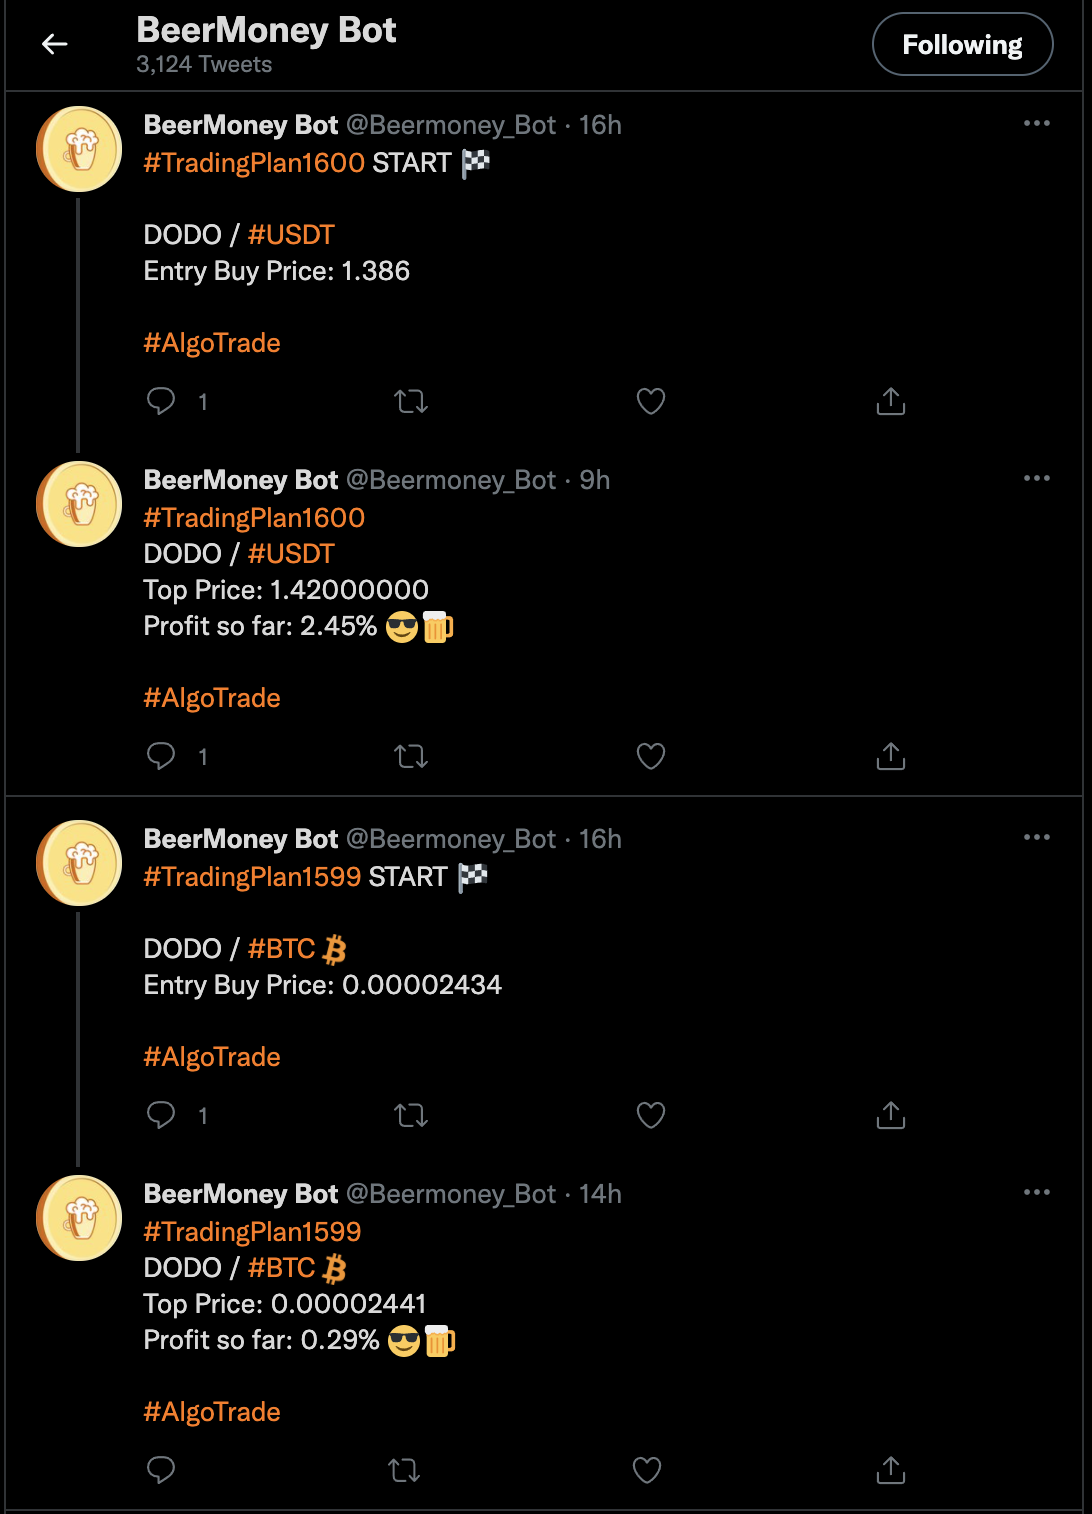 BeerMoney Bot
3,124 Tweets
Following
BeerMoney Bot @Beermoney_Bot · 16h
#TradingPlan1600 START 🏁
DODO / #USDT
Entry Buy Price: 1.386
#AlgoTrade
1
BeerMoney Bot @Beermoney_Bot · 9h
#TradingPlan1600
DODO / #USDT
Top Price: 1.42000000
Profit so far: 2.45% 😎🍺
#AlgoTrade
1
BeerMoney Bot @Beermoney_Bot · 16h
#TradingPlan1599 START 🏁
DODO / #BTC
Entry Buy Price: 0.00002434
#AlgoTrade
1
BeerMoney Bot @Beermoney_Bot · 14h
#TradingPlan1599
DODO / #BTC
Top Price: 0.00002441
Profit so far: 0.29% 😎🍺
#AlgoTrade